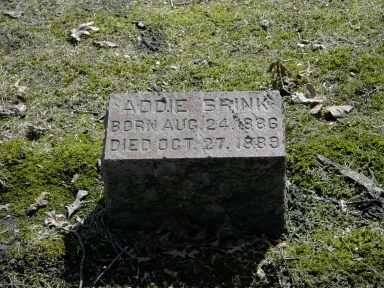 ADDIE BRINK
BORN AUG. 24. 1886
DIED OCT. 27. 1889